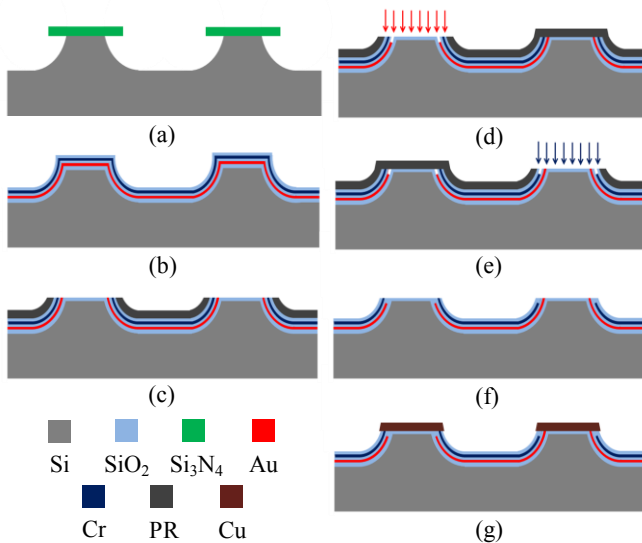 (a)
(b)
(c)
(d)
(e)
(f)
(g)
Si SiO₂ Si₃N₄ Au
Cr PR Cu